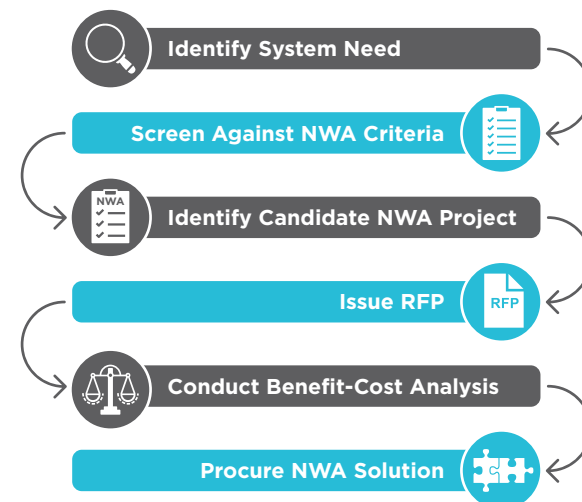 Identify System Need
Screen Against NWA Criteria
NWA
Identify Candidate NWA Project
Issue RFP
RFP
Conduct Benefit-Cost Analysis
Procure NWA Solution